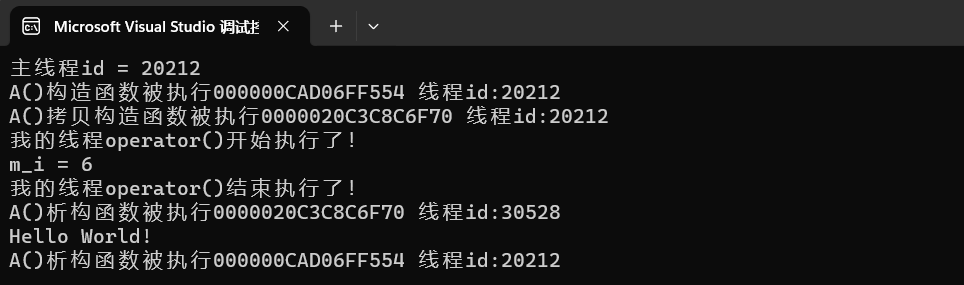 Microsoft Visual Studio 调试
主线程id = 20212
A()构造函数被执行000000CAD06FF554 线程id:20212
A()拷贝构造函数被执行0000020C3C8C6F70 线程id:20212
我的线程operator()开始执行了!
m_i = 6
我的线程operator()结束执行了!
A()析构函数被执行0000020C3C8C6F70 线程id:30528
Hello World!
A()析构函数被执行000000CAD06FF554 线程id:20212